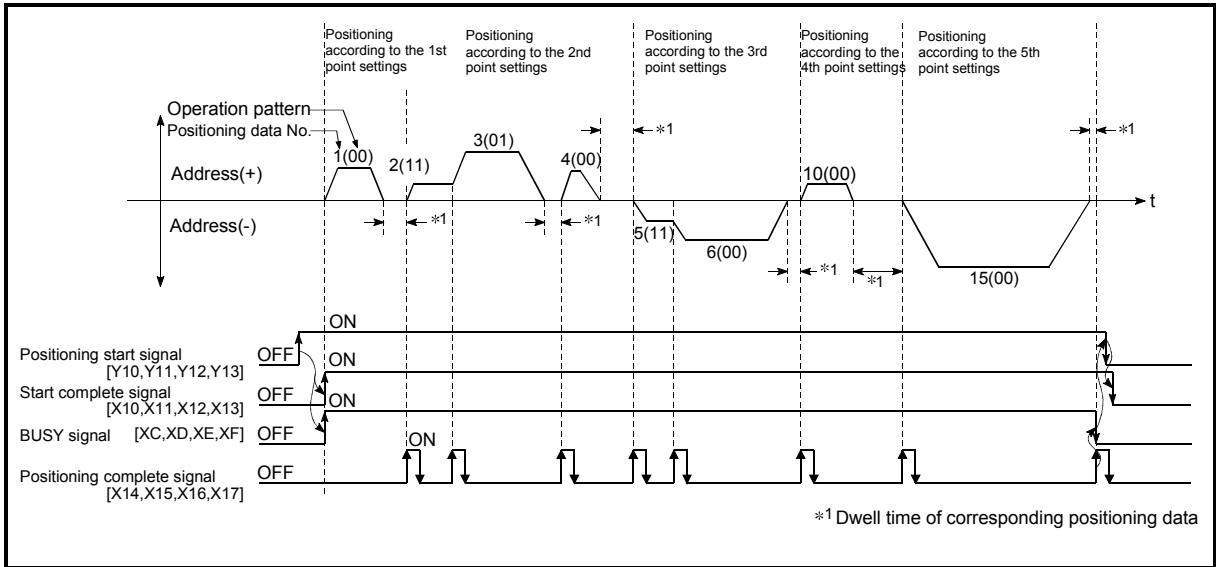 Positioning
according to the 1st
point settings
Positioning
according to the 2nd
point settings
Positioning
according to the 3rd
point settings
Positioning
according to the
4th point settings
Positioning
according to the 5th
point settings
Operation pattern
Positioning data No.
1(00)
2(11)
3(01)
4(00)
*1
*1
10(00)
Address(+)
t
Address(-)
*1
*1
5(11)
6(00)
*1
*1
15(00)
ON
Positioning start signal OFF
[Y10,Y11,Y12,Y13]
ON
Start complete signal OFF
[X10,X11,X12,X13]
ON
BUSY signal [XC,XD,XE,XF] OFF
ON
Positioning complete signal OFF
[X14,X15,X16,X17]
*1 Dwell time of corresponding positioning data